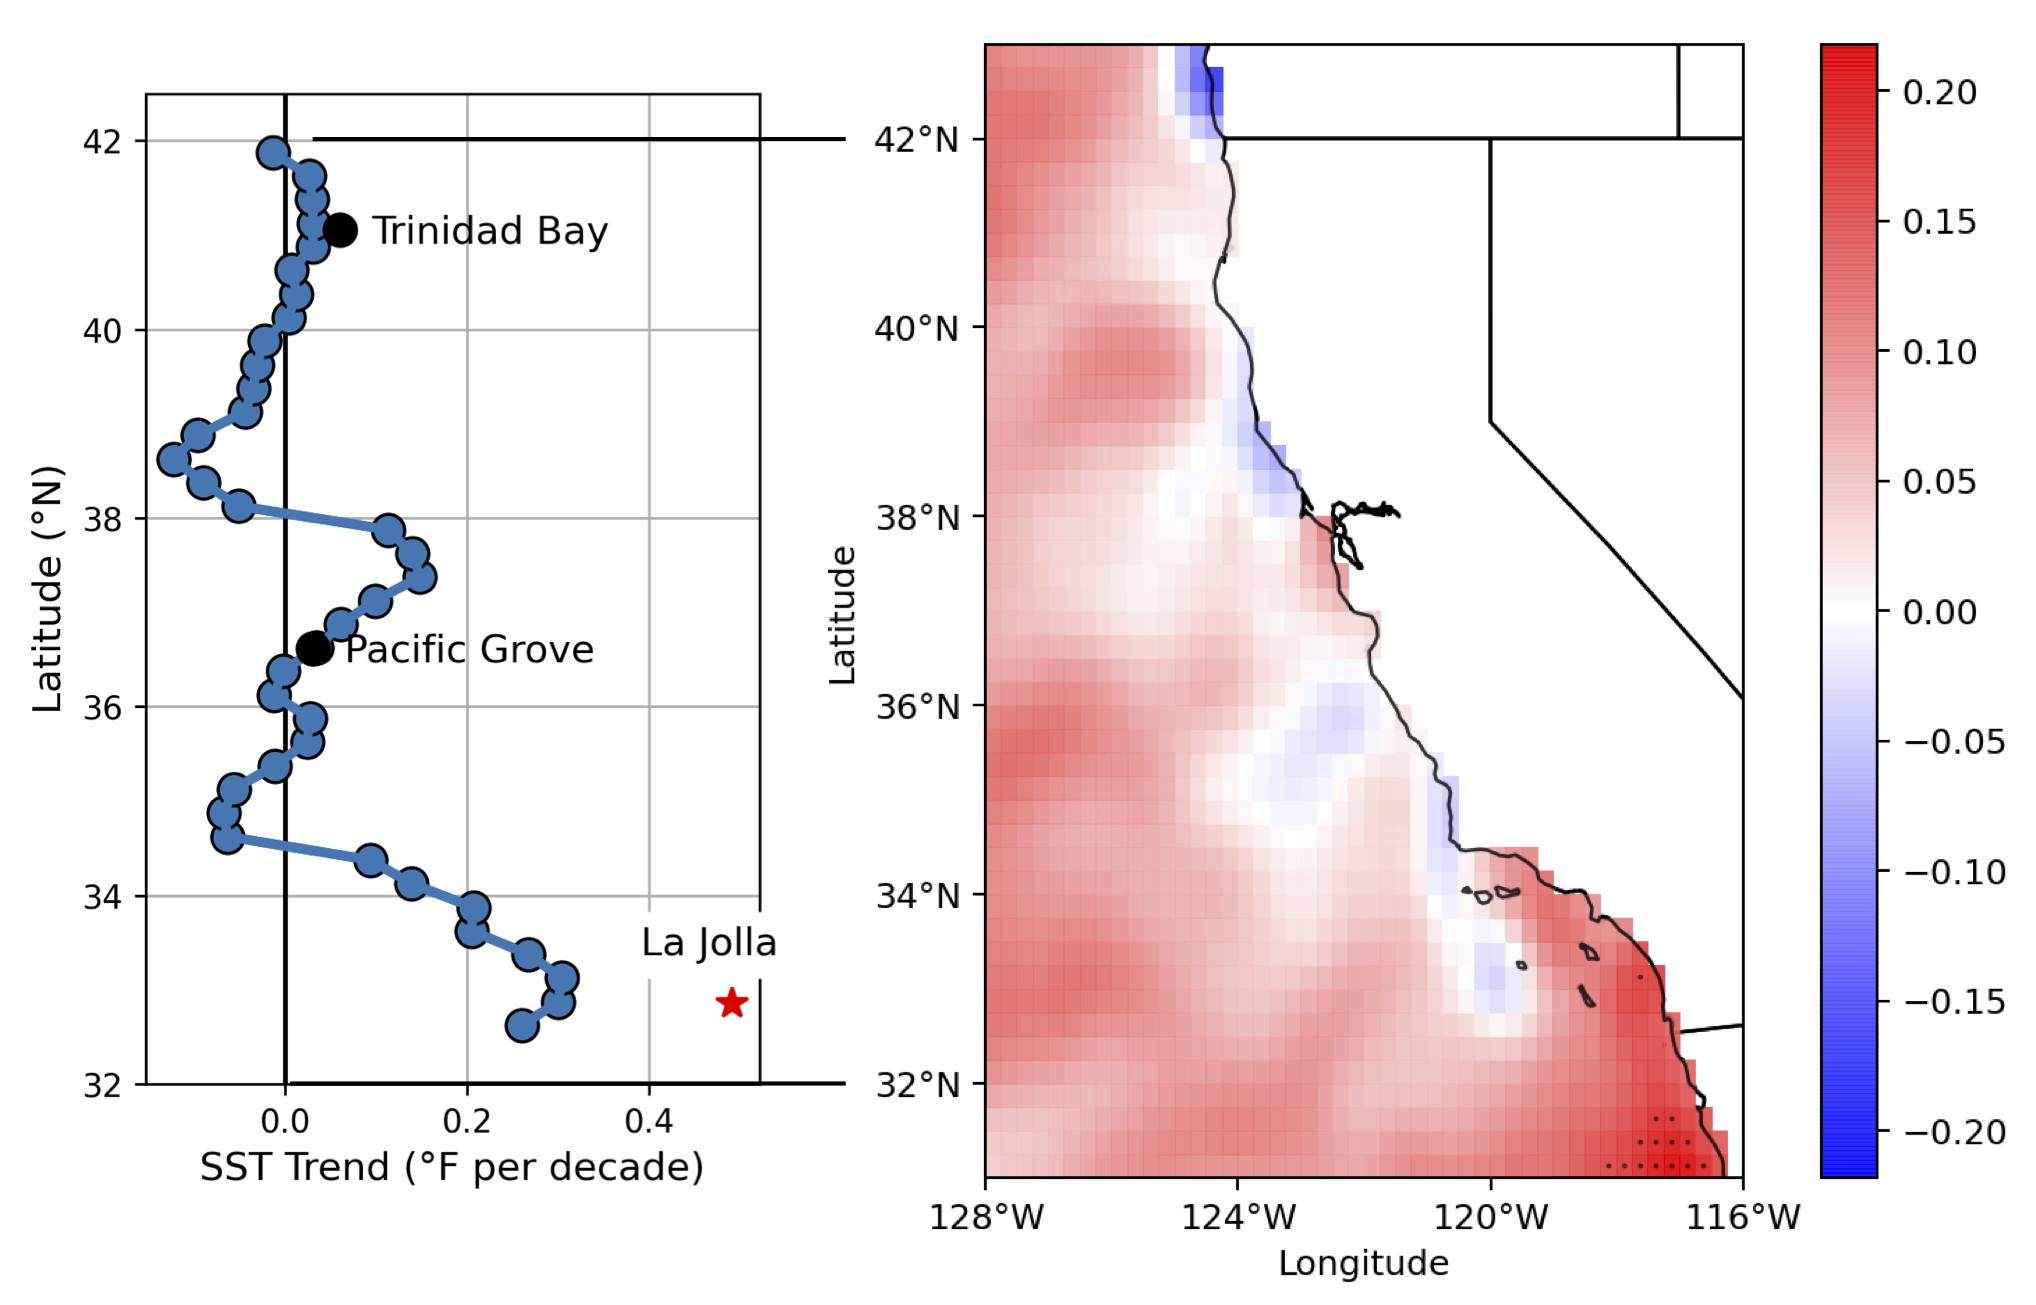 42
40
38
36
34
32
Latitude (°N)
Trinidad Bay
Pacific Grove
La Jolla
0.0 0.2 0.4
SST Trend (°F per decade)
42°N
40°N
38°N
36°N
34°N
32°N
Latitude
128°W 124°W 120°W 116°W
Longitude
0.20
0.15
0.10
0.05
0.00
−0.05
−0.10
−0.15
−0.20